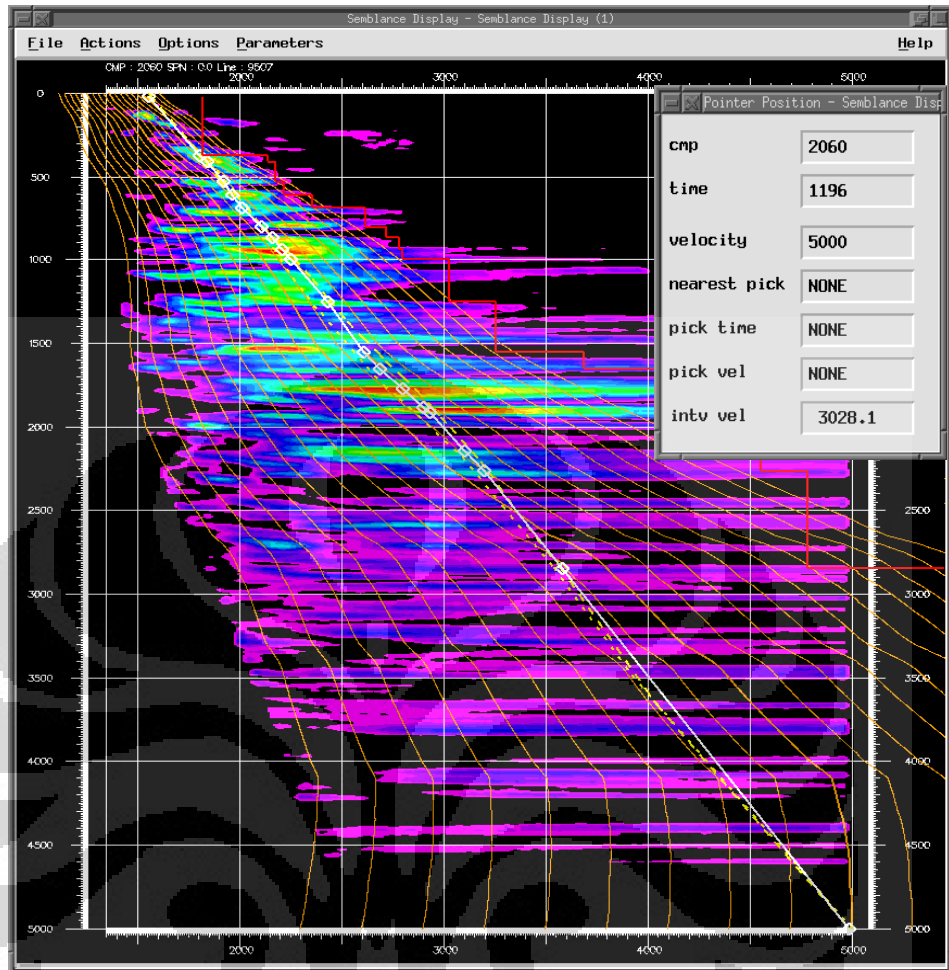 Semblance Display - Semblance Display (1)
File Actions Options Parameters Help
CMP : 2060 SPN : 0.0 Line : 9507
2000 3000 4000 5000
Pointer Position - Semblance Disp
cmp 2060
time 1196
velocity 5000
nearest pick NONE
pick time NONE
pick vel NONE
intv vel 3028.1
0
500
1000
1500
2000
2500 2500
3000 3000
3500 3500
4000 4000
4500 4500
5000 5000
2000 3000 4000 5000